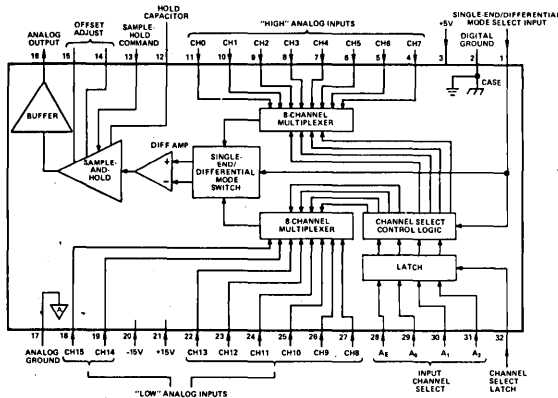 "HIGH" ANALOG INPUTS
SINGLE-END/DIFFERENTIAL
MODE SELECT INPUT
ANALOG
OUTPUT
OFFSET
ADJUST
SAMPLE-
HOLD
COMMAND
HOLD
CAPACITOR
+5V
DIGITAL
GROUND
CH0 CH1 CH2 CH3 CH4 CH5 CH6 CH7
16 15 14 13 12 11 10 9 8 7 6 5 4 3 2 1
CASE
BUFFER
8-CHANNEL
MULTIPLEXER
DIFF AMP
SAMPLE-
AND-
HOLD
+
−
SINGLE-
END/
DIFFERENTIAL
MODE
SWITCH
8-CHANNEL
MULTIPLEXER
CHANNEL SELECT
CONTROL LOGIC
LATCH
A
17 18 19 20 21 22 23 24 25 26 27 28 29 30 31 32
ANALOG
GROUND
CH15 CH14 -15V +15V CH13 CH12 CH11 CH10 CH9 CH8 AE A0 A1 A2
CHANNEL
SELECT
LATCH
INPUT
CHANNEL
SELECT
"LOW" ANALOG INPUTS